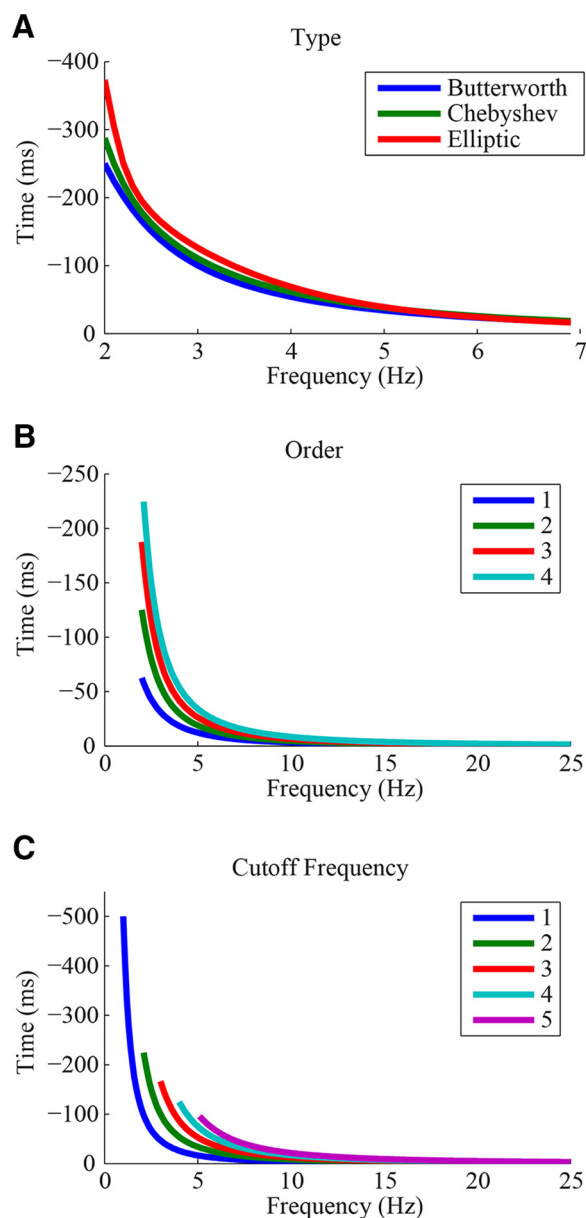 A
Type
−400
−300
−200
−100
0
Time (ms)
Butterworth
Chebyshev
Elliptic
2 3 4 5 6 7
Frequency (Hz)
B
Order
−250
−200
−150
−100
−50
0
Time (ms)
1
2
3
4
0 5 10 15 20 25
Frequency (Hz)
C
Cutoff Frequency
−500
−400
−300
−200
−100
0
Time (ms)
1
2
3
4
5
0 5 10 15 20 25
Frequency (Hz)